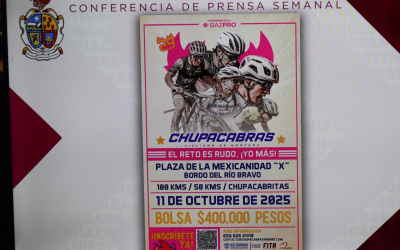 CONFERENCIA DE PRENSA SEMANAL
GAZPRO
CHUPACABRAS
CICLISMO DE MONTAÑA
EL RETO ES RUDO, ¡YO MÁS!
PLAZA DE LA MEXICANIDAD "X"
BORDO DEL RÍO BRAVO
100 KMS / 50 KMS / CHUPACABRITAS
11 DE OCTUBRE DE 2025
BOLSA $400,000 PESOS
¡INSCRÍBETE
YA!
FITA